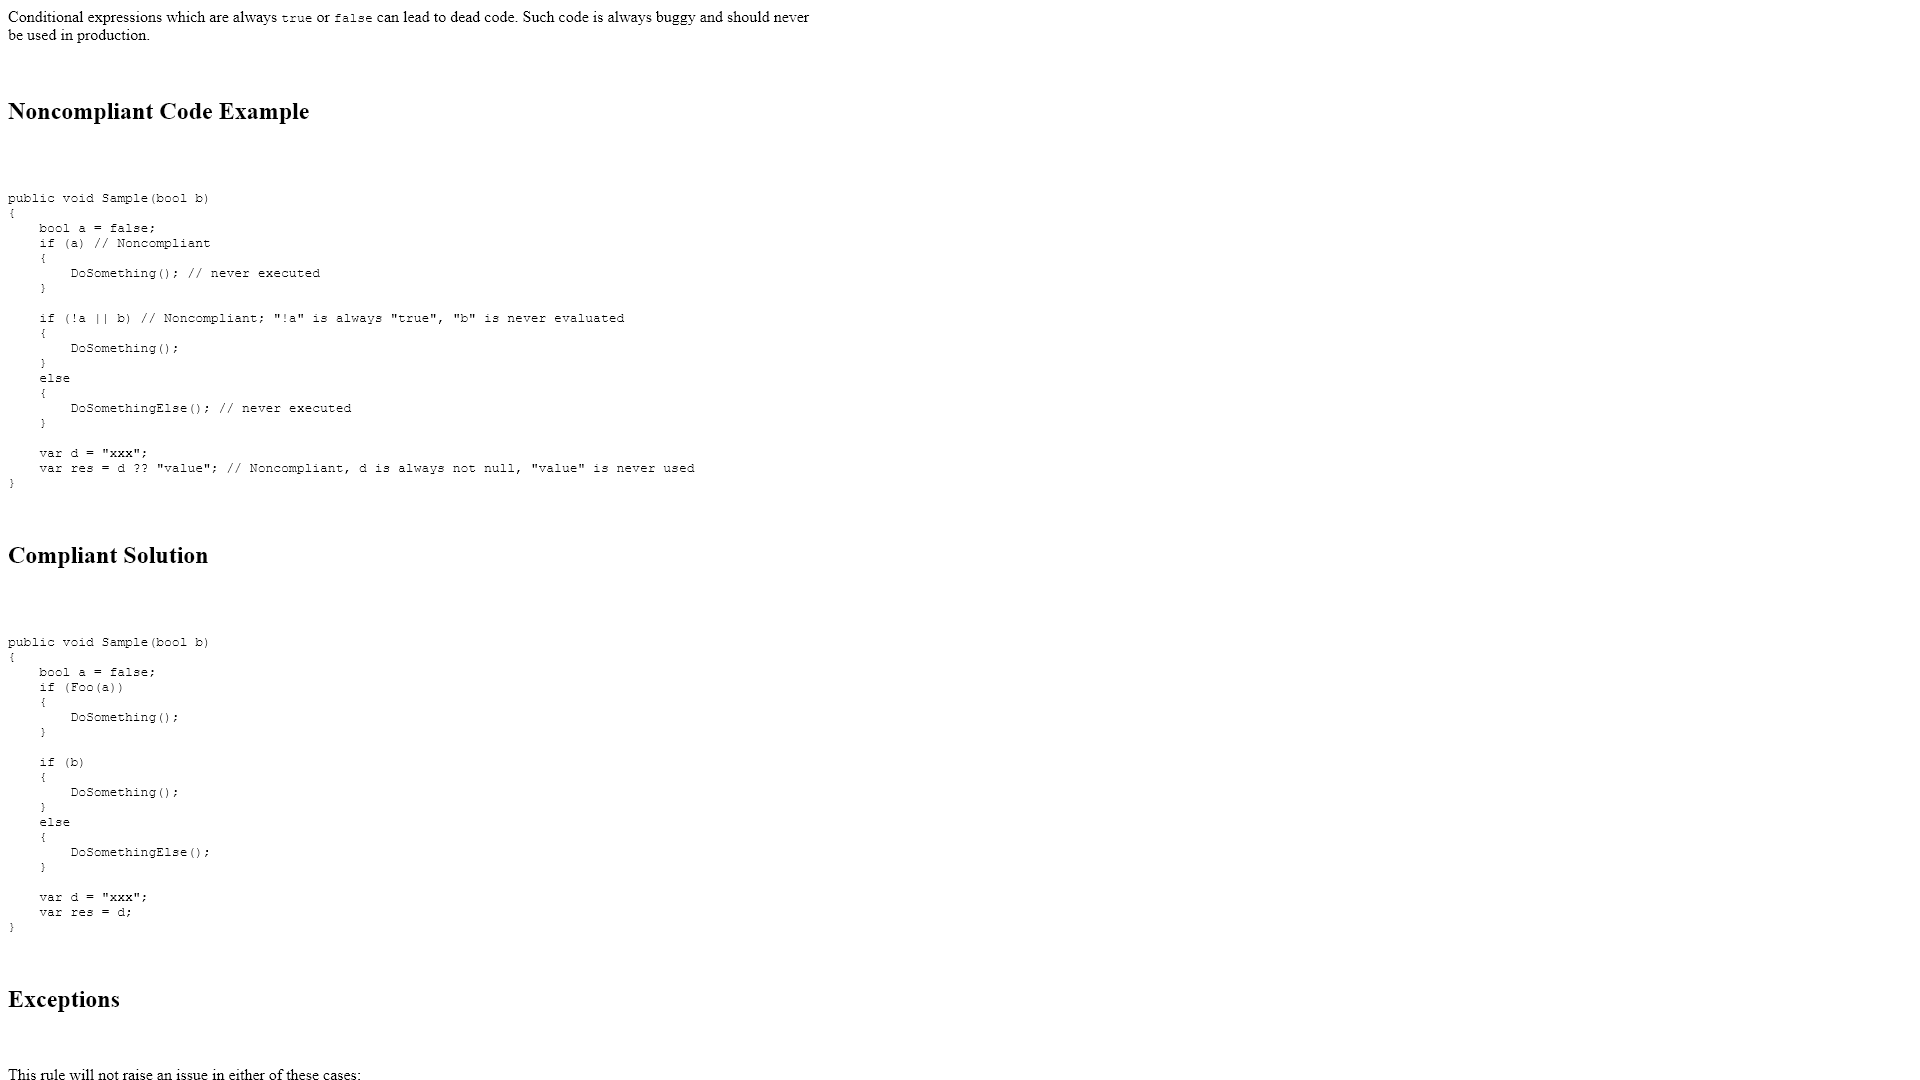 Conditional expressions which are always true or false can lead to dead code. Such code is always buggy and should never
be used in production.
Noncompliant Code Example
public void Sample(bool b)
{
    bool a = false;
    if (a) // Noncompliant
    {
        DoSomething(); // never executed
    }
    if (!a || b) // Noncompliant; "!a" is always "true", "b" is never evaluated
    {
        DoSomething();
    }
    else
    {
        DoSomethingElse(); // never executed
    }
    var d = "xxx";
    var res = d ?? "value"; // Noncompliant, d is always not null, "value" is never used
}
Compliant Solution
public void Sample(bool b)
{
    bool a = false;
    if (Foo(a))
    {
        DoSomething();
    }
    if (b)
    {
        DoSomething();
    }
    else
    {
        DoSomethingElse();
    }
    var d = "xxx";
    var res = d;
}
Exceptions
This rule will not raise an issue in either of these cases: